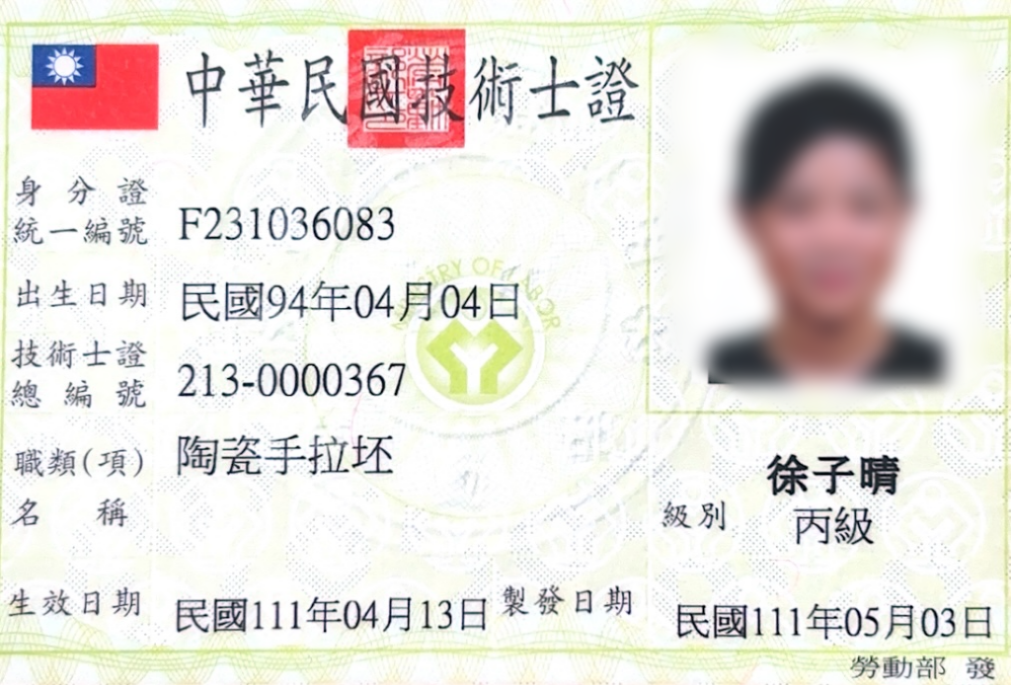 中華民國技術士證
身分證
統一編號 F231036083
出生日期 民國94年04月04日
MINISTRY OF LABOR
技術士證
總編號 213-0000367
職類(項)
名稱 陶瓷手拉坯
徐子晴
級別 丙級
生效日期 民國111年04月13日 製發日期 民國111年05月03日
勞動部 發